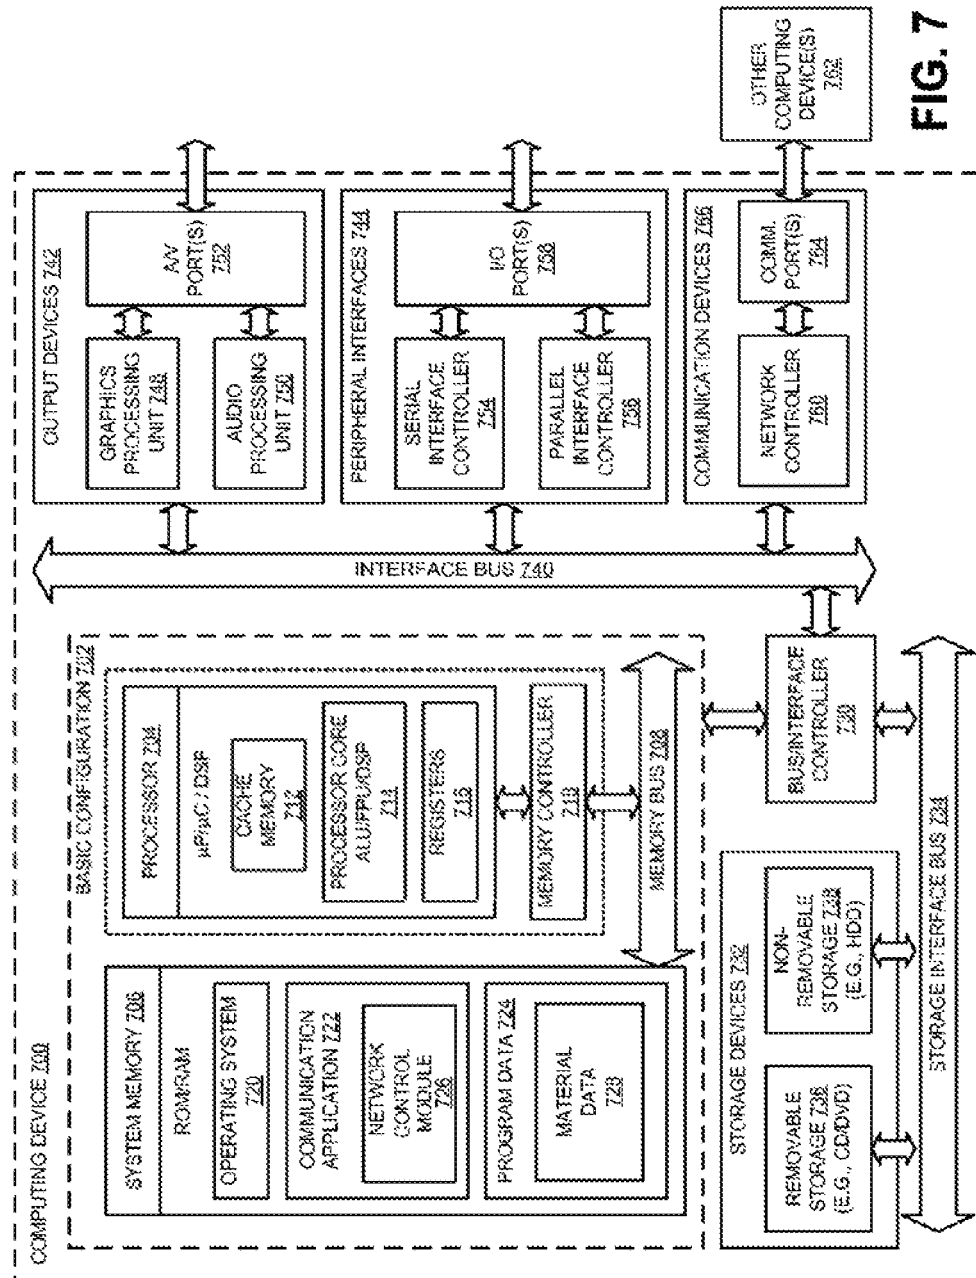 COMPUTING DEVICE 700
BASIC CONFIGURATION 702
SYSTEM MEMORY 706
ROM/RAM
OPERATING SYSTEM
720
COMMUNICATION
APPLICATION 722
NETWORK
CONTROL
MODULE
726
PROGRAM DATA 724
MATERIAL
DATA
728
PROCESSOR 704
µP/µC / DSP
CACHE
MEMORY
712
PROCESSOR CORE
ALU/FPU/DSP
714
REGISTERS
716
MEMORY CONTROLLER
718
MEMORY BUS 708
STORAGE DEVICES 732
REMOVABLE
STORAGE 736
(E.G., CD/DVD)
NON-
REMOVABLE
STORAGE 738
(E.G., HDD)
STORAGE INTERFACE BUS 734
BUS/INTERFACE
CONTROLLER
730
INTERFACE BUS 740
OUTPUT DEVICES 742
GRAPHICS
PROCESSING
UNIT 748
AUDIO
PROCESSING
UNIT 750
A/V
PORT(S)
752
PERIPHERAL INTERFACES 744
SERIAL
INTERFACE
CONTROLLER
754
PARALLEL
INTERFACE
CONTROLLER
756
I/O
PORT(S)
758
COMMUNICATION DEVICES 766
NETWORK
CONTROLLER
760
COMM.
PORT(S)
764
OTHER
COMPUTING
DEVICE(S)
762
FIG. 7